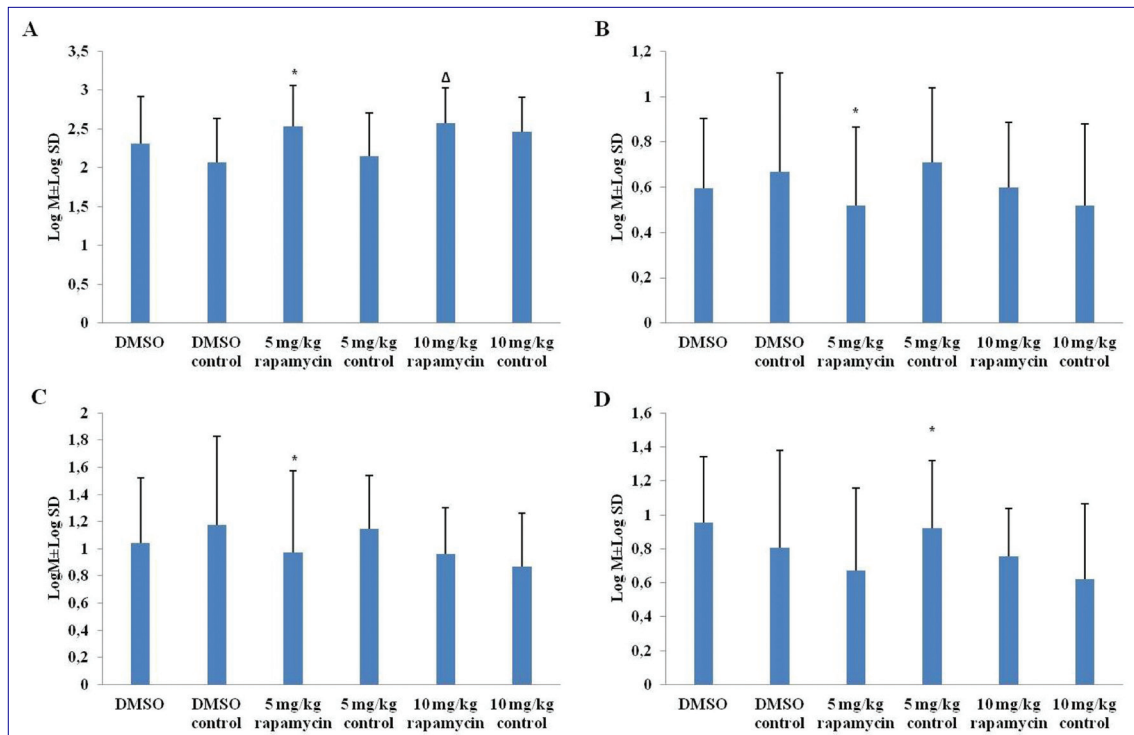 A
Log M±Log SD
3,5
3
2,5
2
1,5
1
0,5
0
*
Δ
DMSO
DMSO
control
5 mg/kg
rapamycin
5 mg/kg
control
10 mg/kg
rapamycin
10 mg/kg
control
B
Log M±Log SD
1,2
1
0,8
0,6
0,4
0,2
0
*
DMSO
DMSO
control
5 mg/kg
rapamycin
5 mg/kg
control
10 mg/kg
rapamycin
10 mg/kg
control
C
LogM±Log SD
2
1,8
1,6
1,4
1,2
1
0,8
0,6
0,4
0,2
0
*
DMSO
DMSO
control
5 mg/kg
rapamycin
5 mg/kg
control
10 mg/kg
rapamycin
10 mg/kg
control
D
Log M±Log SD
1,6
1,4
1,2
1
0,8
0,6
0,4
0,2
0
*
DMSO
DMSO
control
5 mg/kg
rapamycin
5 mg/kg
control
10 mg/kg
rapamycin
10 mg/kg
control